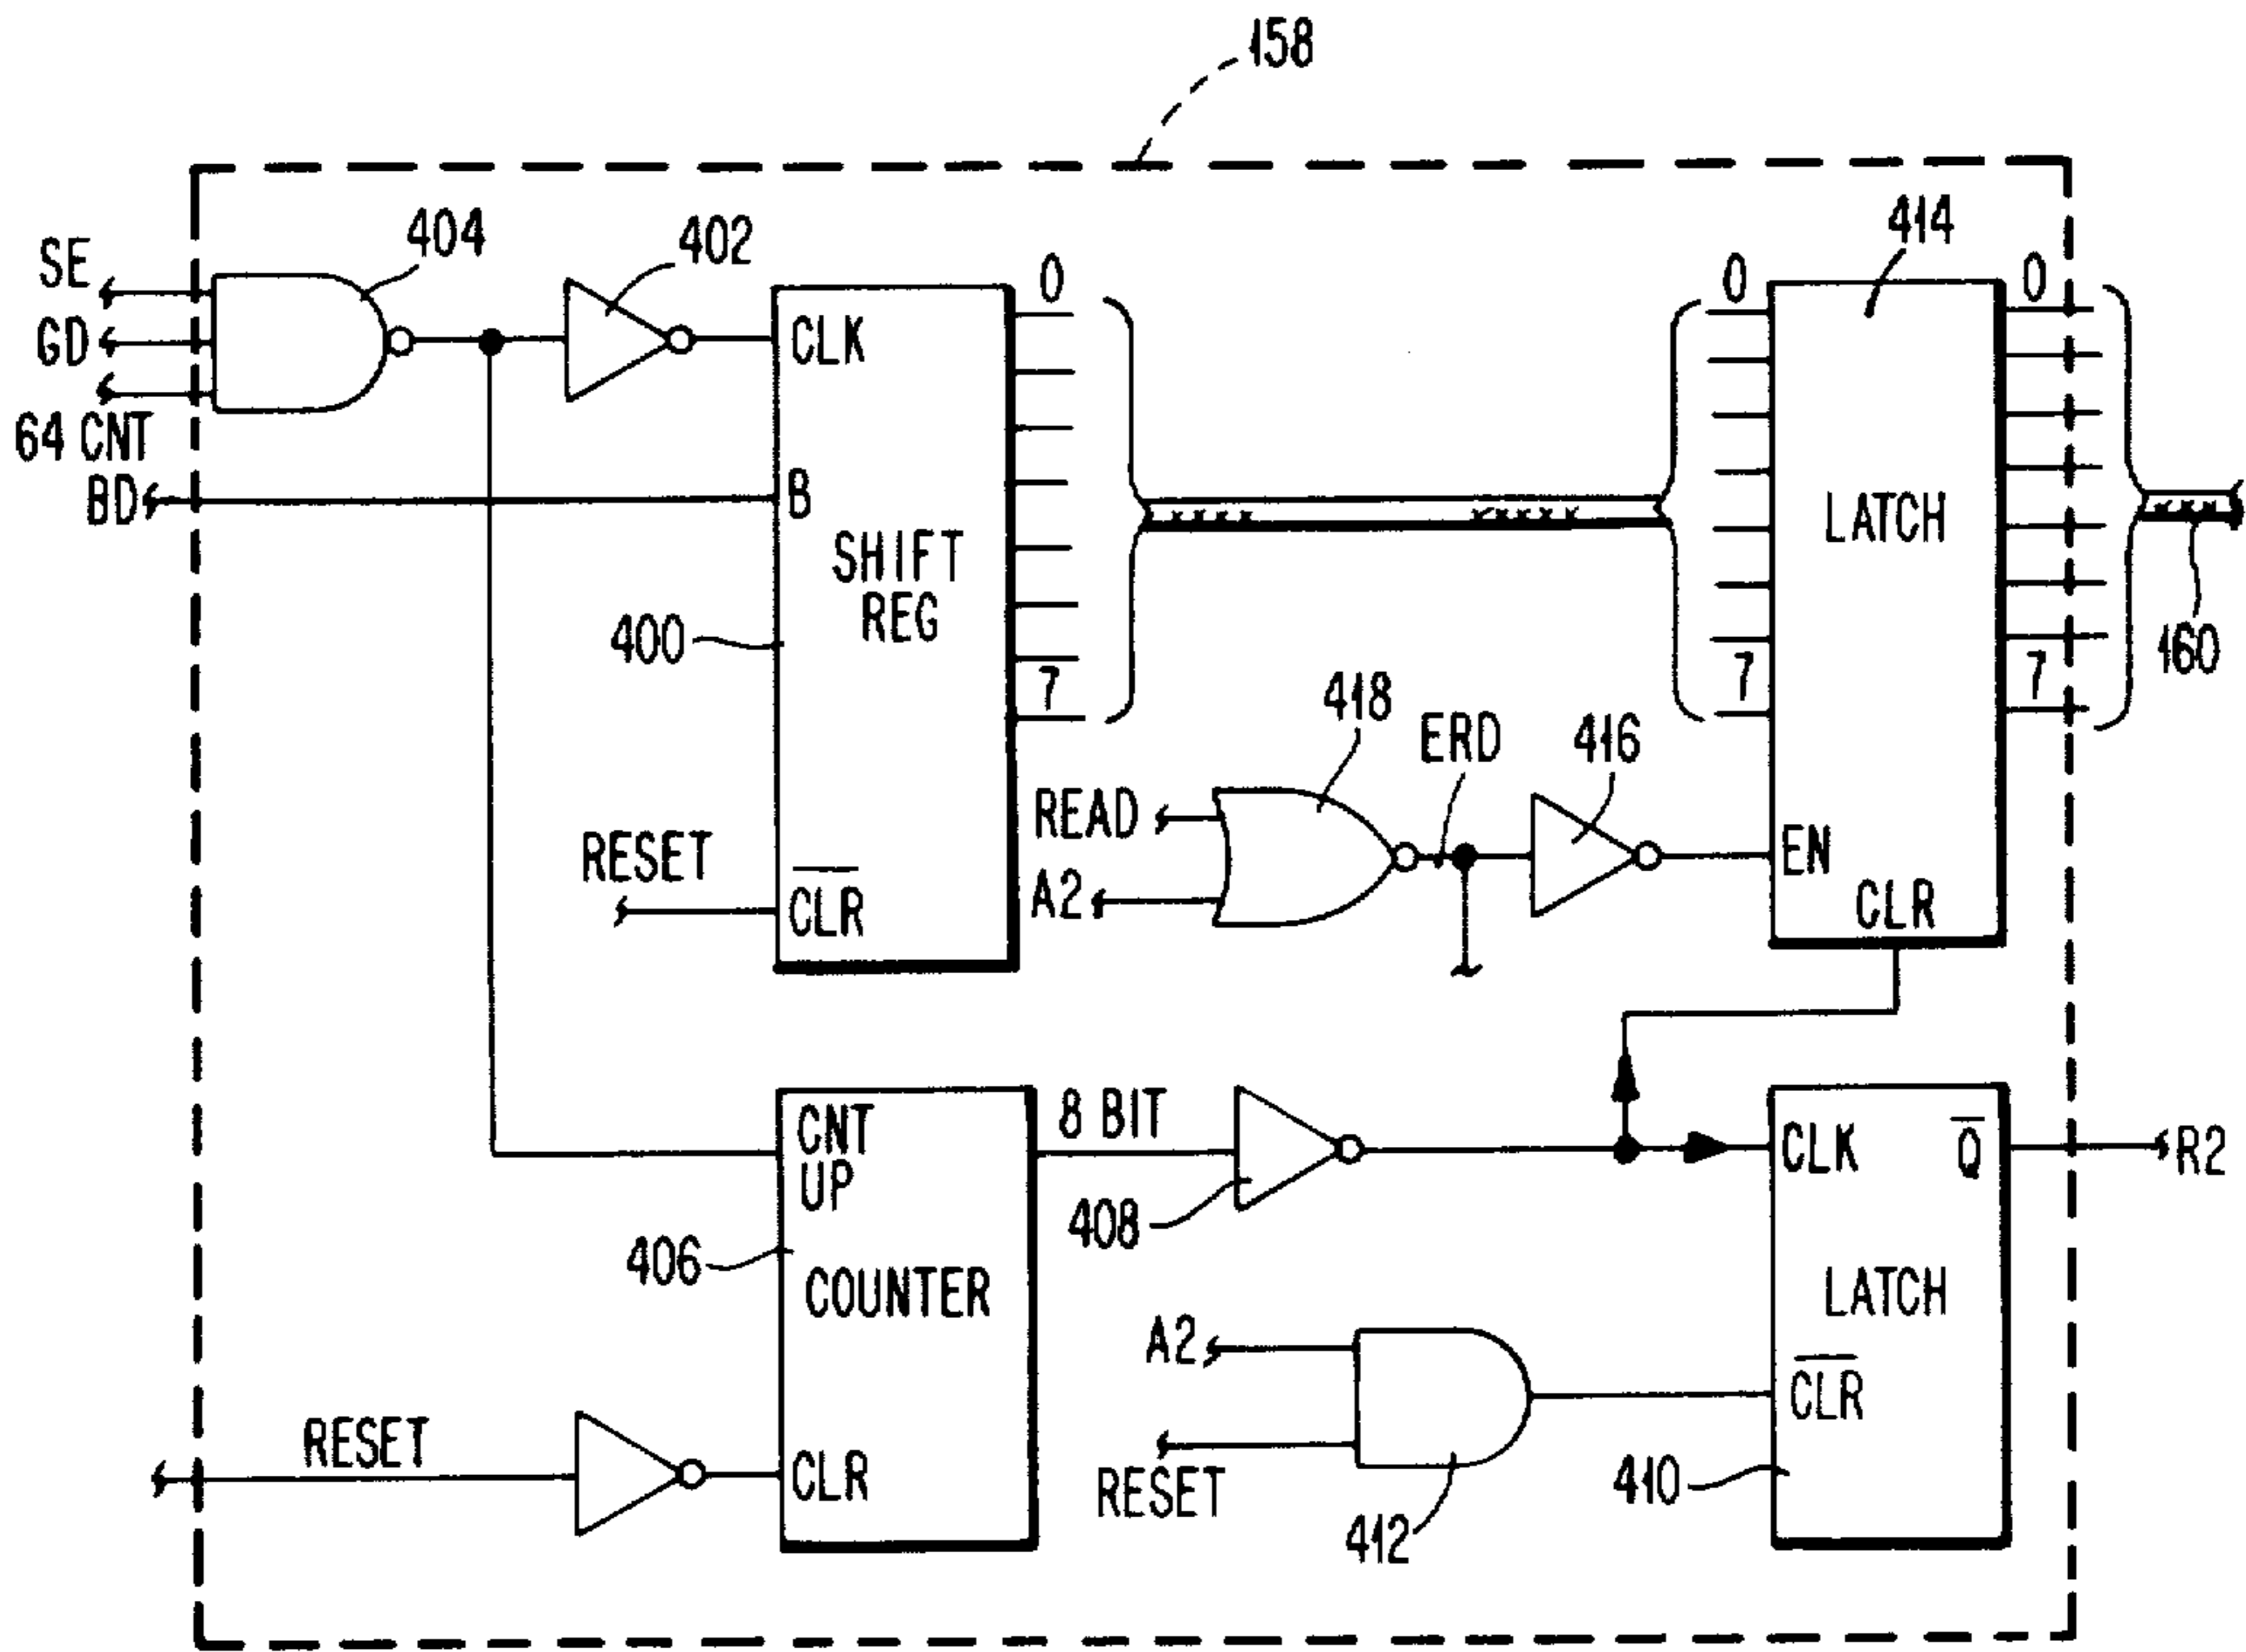 158
404
402
414
SE
GD
64 CNT
BD
CLK
B
SHIFT
REG
400
RESET
C̅L̅R̅
0
7
0
7
LATCH
0
7
160
418
ERD
416
READ
A2
EN
CLR
CNT
UP
8 BIT
406
COUNTER
408
CLK
Q̅
R2
LATCH
A2
C̅L̅R̅
RESET
CLR
RESET
412
410